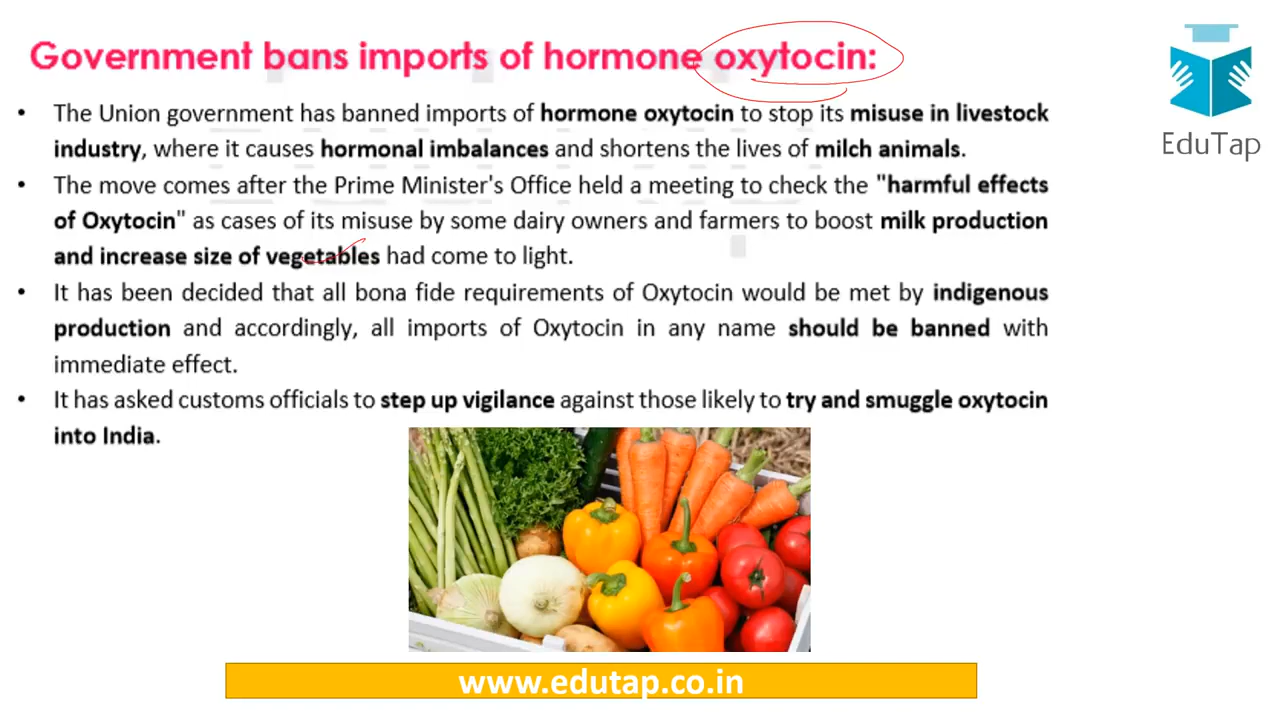 Government bans imports of hormone oxytocin:
EduTap
• The Union government has banned imports of hormone oxytocin to stop its misuse in livestock
industry, where it causes hormonal imbalances and shortens the lives of milch animals.
• The move comes after the Prime Minister's Office held a meeting to check the "harmful effects
of Oxytocin" as cases of its misuse by some dairy owners and farmers to boost milk production
and increase size of vegetables had come to light.
• It has been decided that all bona fide requirements of Oxytocin would be met by indigenous
production and accordingly, all imports of Oxytocin in any name should be banned with
immediate effect.
• It has asked customs officials to step up vigilance against those likely to try and smuggle oxytocin
into India.
www.edutap.co.in